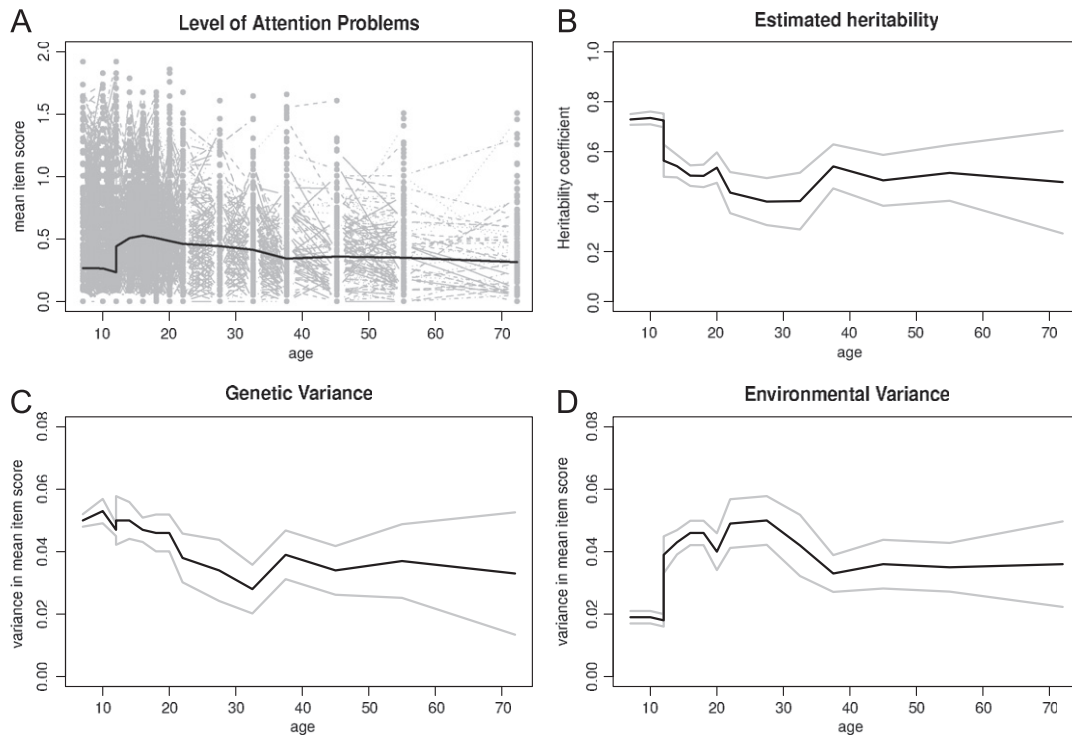 A
Level of Attention Problems
mean item score
2.0
1.5
1.0
0.5
0.0
10 20 30 40 50 60 70
age
B
Estimated heritability
Heritability coefficient
1.0
0.8
0.6
0.4
0.2
0.0
10 20 30 40 50 60 70
age
C
Genetic Variance
variance in mean item score
0.08
0.06
0.04
0.02
0.00
10 20 30 40 50 60 70
age
D
Environmental Variance
variance in mean item score
0.08
0.06
0.04
0.02
0.00
10 20 30 40 50 60 70
age